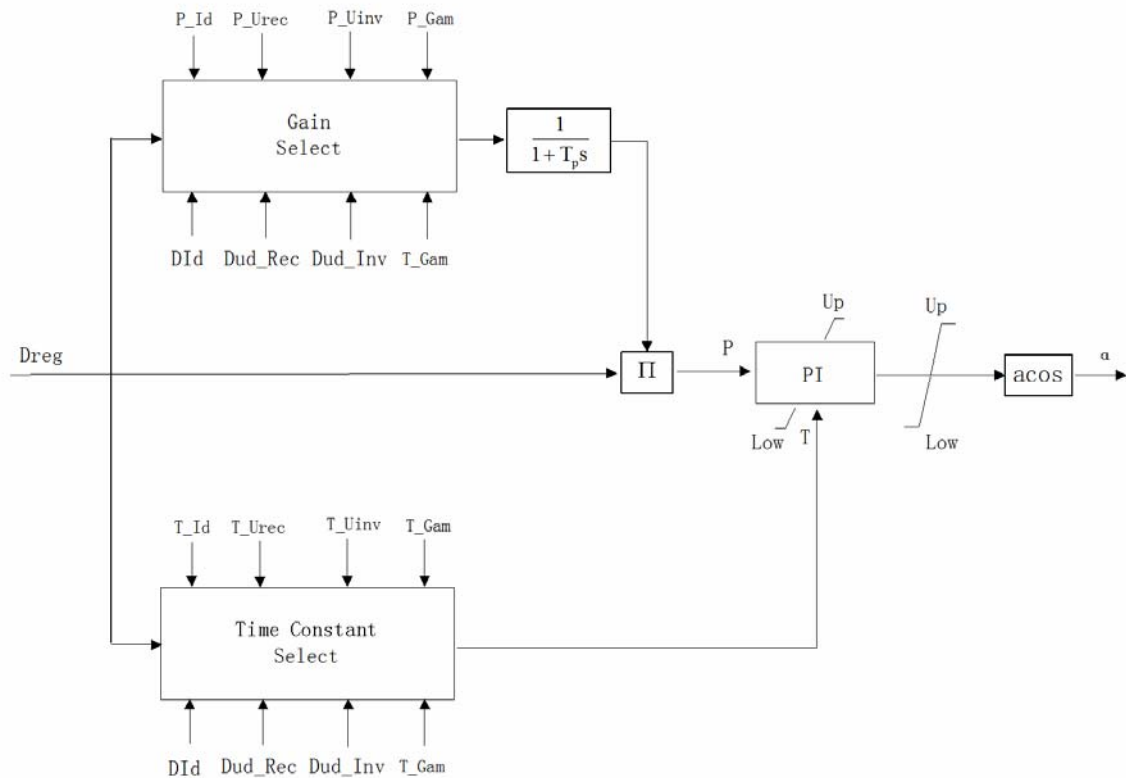 P_Id P_Urec P_Uinv P_Gam
Gain
Select
1
1 + Tₚs
DId Dud_Rec Dud_Inv T_Gam
Dreg
Π
P
Up
PI
Low
T
Up
Low
acos
α
T_Id T_Urec T_Uinv T_Gam
Time Constant
Select
DId Dud_Rec Dud_Inv T_Gam